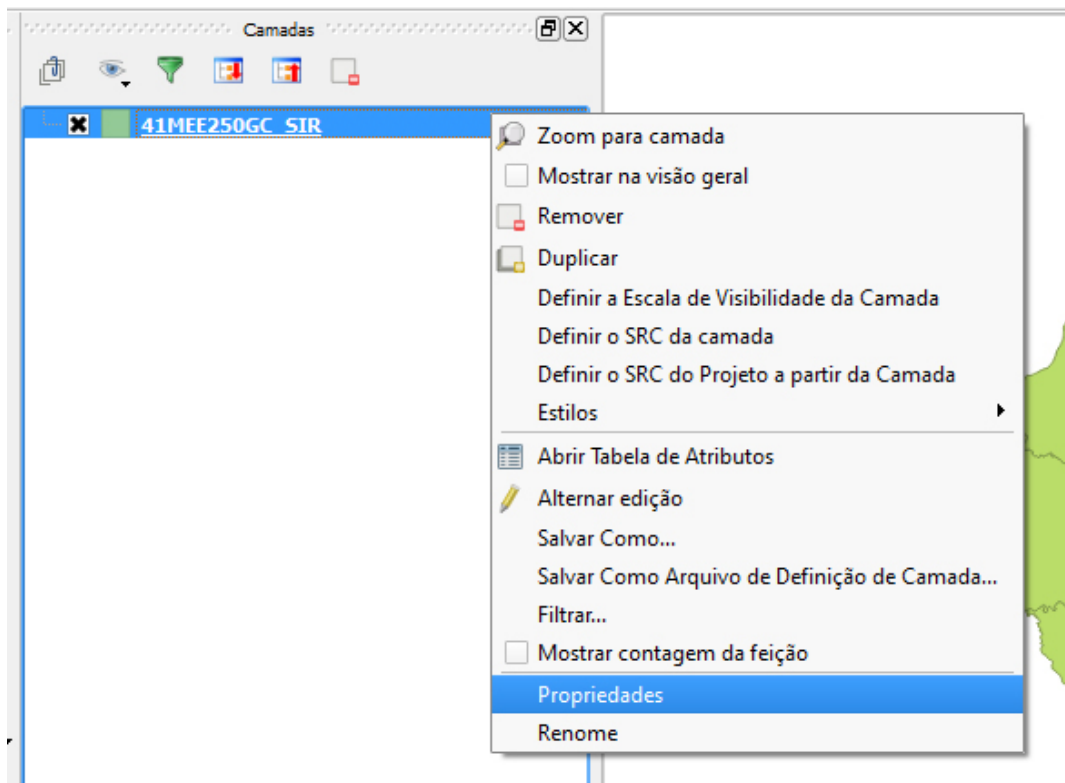 Camadas
41MEE250GC_SIR
Zoom para camada
Mostrar na visão geral
Remover
Duplicar
Definir a Escala de Visibilidade da Camada
Definir o SRC da camada
Definir o SRC do Projeto a partir da Camada
Estilos
Abrir Tabela de Atributos
Alternar edição
Salvar Como...
Salvar Como Arquivo de Definição de Camada...
Filtrar...
Mostrar contagem da feição
Propriedades
Renome